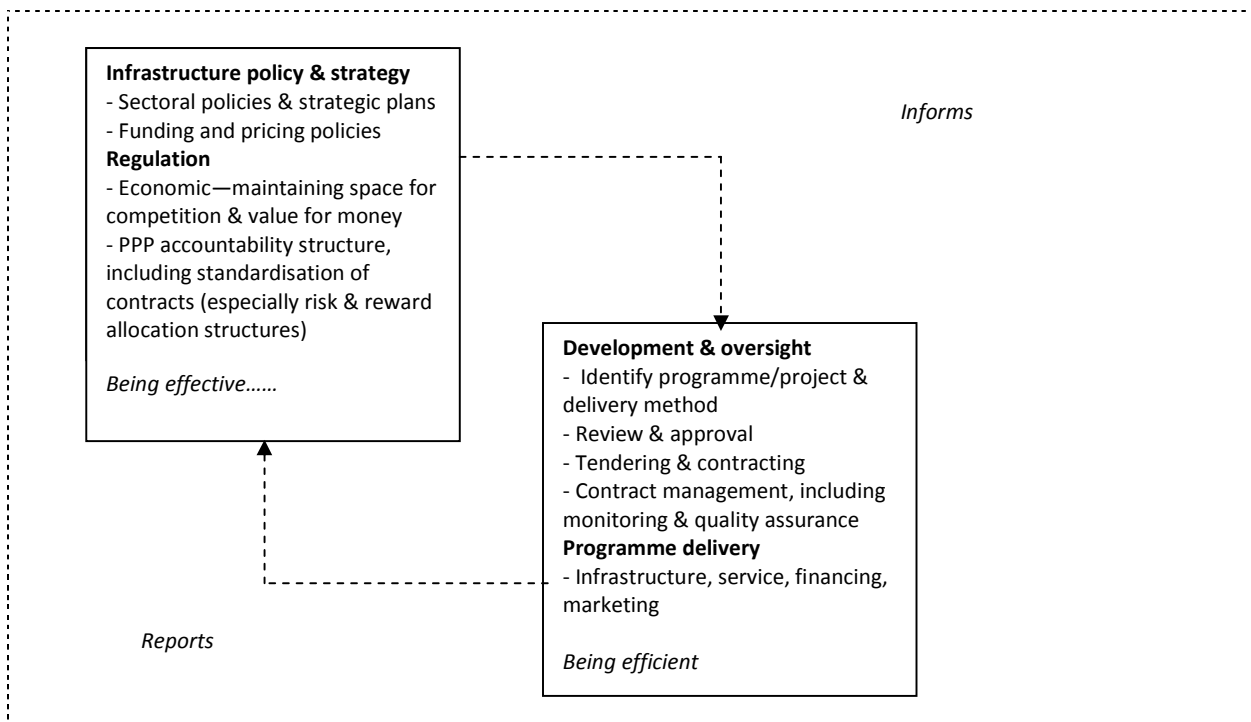 Infrastructure policy & strategy
- Sectoral policies & strategic plans
- Funding and pricing policies
Regulation
- Economic—maintaining space for
competition & value for money
- PPP accountability structure,
including standardisation of
contracts (especially risk & reward
allocation structures)
Being effective……
Informs
Development & oversight
- Identify programme/project &
delivery method
- Review & approval
- Tendering & contracting
- Contract management, including
monitoring & quality assurance
Programme delivery
- Infrastructure, service, financing,
marketing
Being efficient
Reports